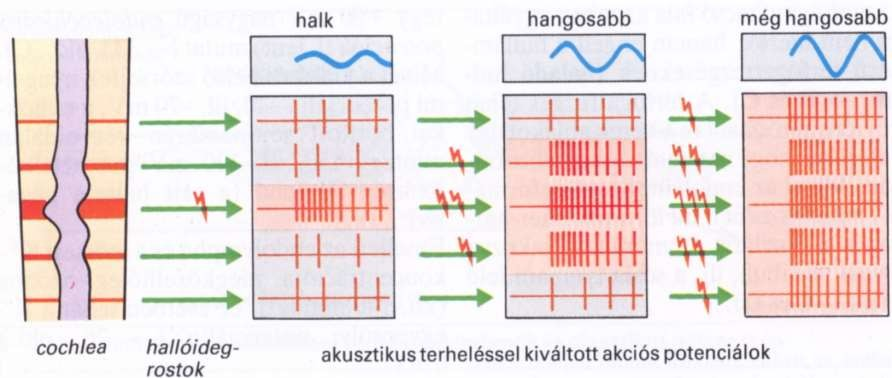 halk
hangosabb
még hangosabb
cochlea
hallóideg-
rostok
akusztikus terheléssel kiváltott akciós potenciálok